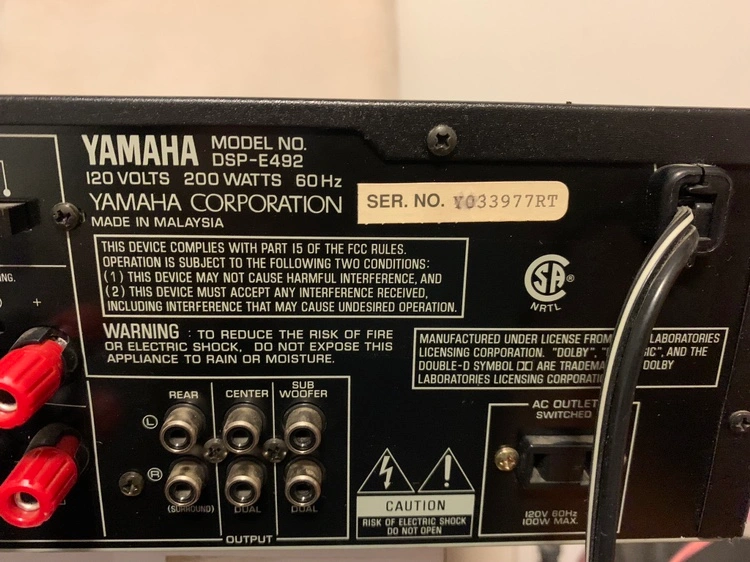 YAMAHA MODEL NO.
DSP-E492
120 VOLTS 200 WATTS 60Hz
YAMAHA CORPORATION
MADE IN MALAYSIA
SER. NO. Y033977RT
THIS DEVICE COMPLIES WITH PART 15 OF THE FCC RULES.
OPERATION IS SUBJECT TO THE FOLLOWING TWO CONDITIONS:
(1) THIS DEVICE MAY NOT CAUSE HARMFUL INTERFERENCE, AND
(2) THIS DEVICE MUST ACCEPT ANY INTERFERENCE RECEIVED,
INCLUDING INTERFERENCE THAT MAY CAUSE UNDESIRED OPERATION.
SA ®
NRTL
+
WARNING : TO REDUCE THE RISK OF FIRE
OR ELECTRIC SHOCK, DO NOT EXPOSE THIS
APPLIANCE TO RAIN OR MOISTURE.
MANUFACTURED UNDER LICENSE FROM LABORATORIES
LICENSING CORPORATION. "DOLBY", AND THE
DOUBLE-D SYMBOL ARE DOLBY
LABORATORIES LICENSING
REAR CENTER SUB
WOOFER
L
R
(SURROUND) DUAL DUAL
OUTPUT
CAUTION
RISK OF ELECTRIC SHOCK
DO NOT OPEN
AC OUTLET
SWITCHED
120V 60Hz
100W MAX.